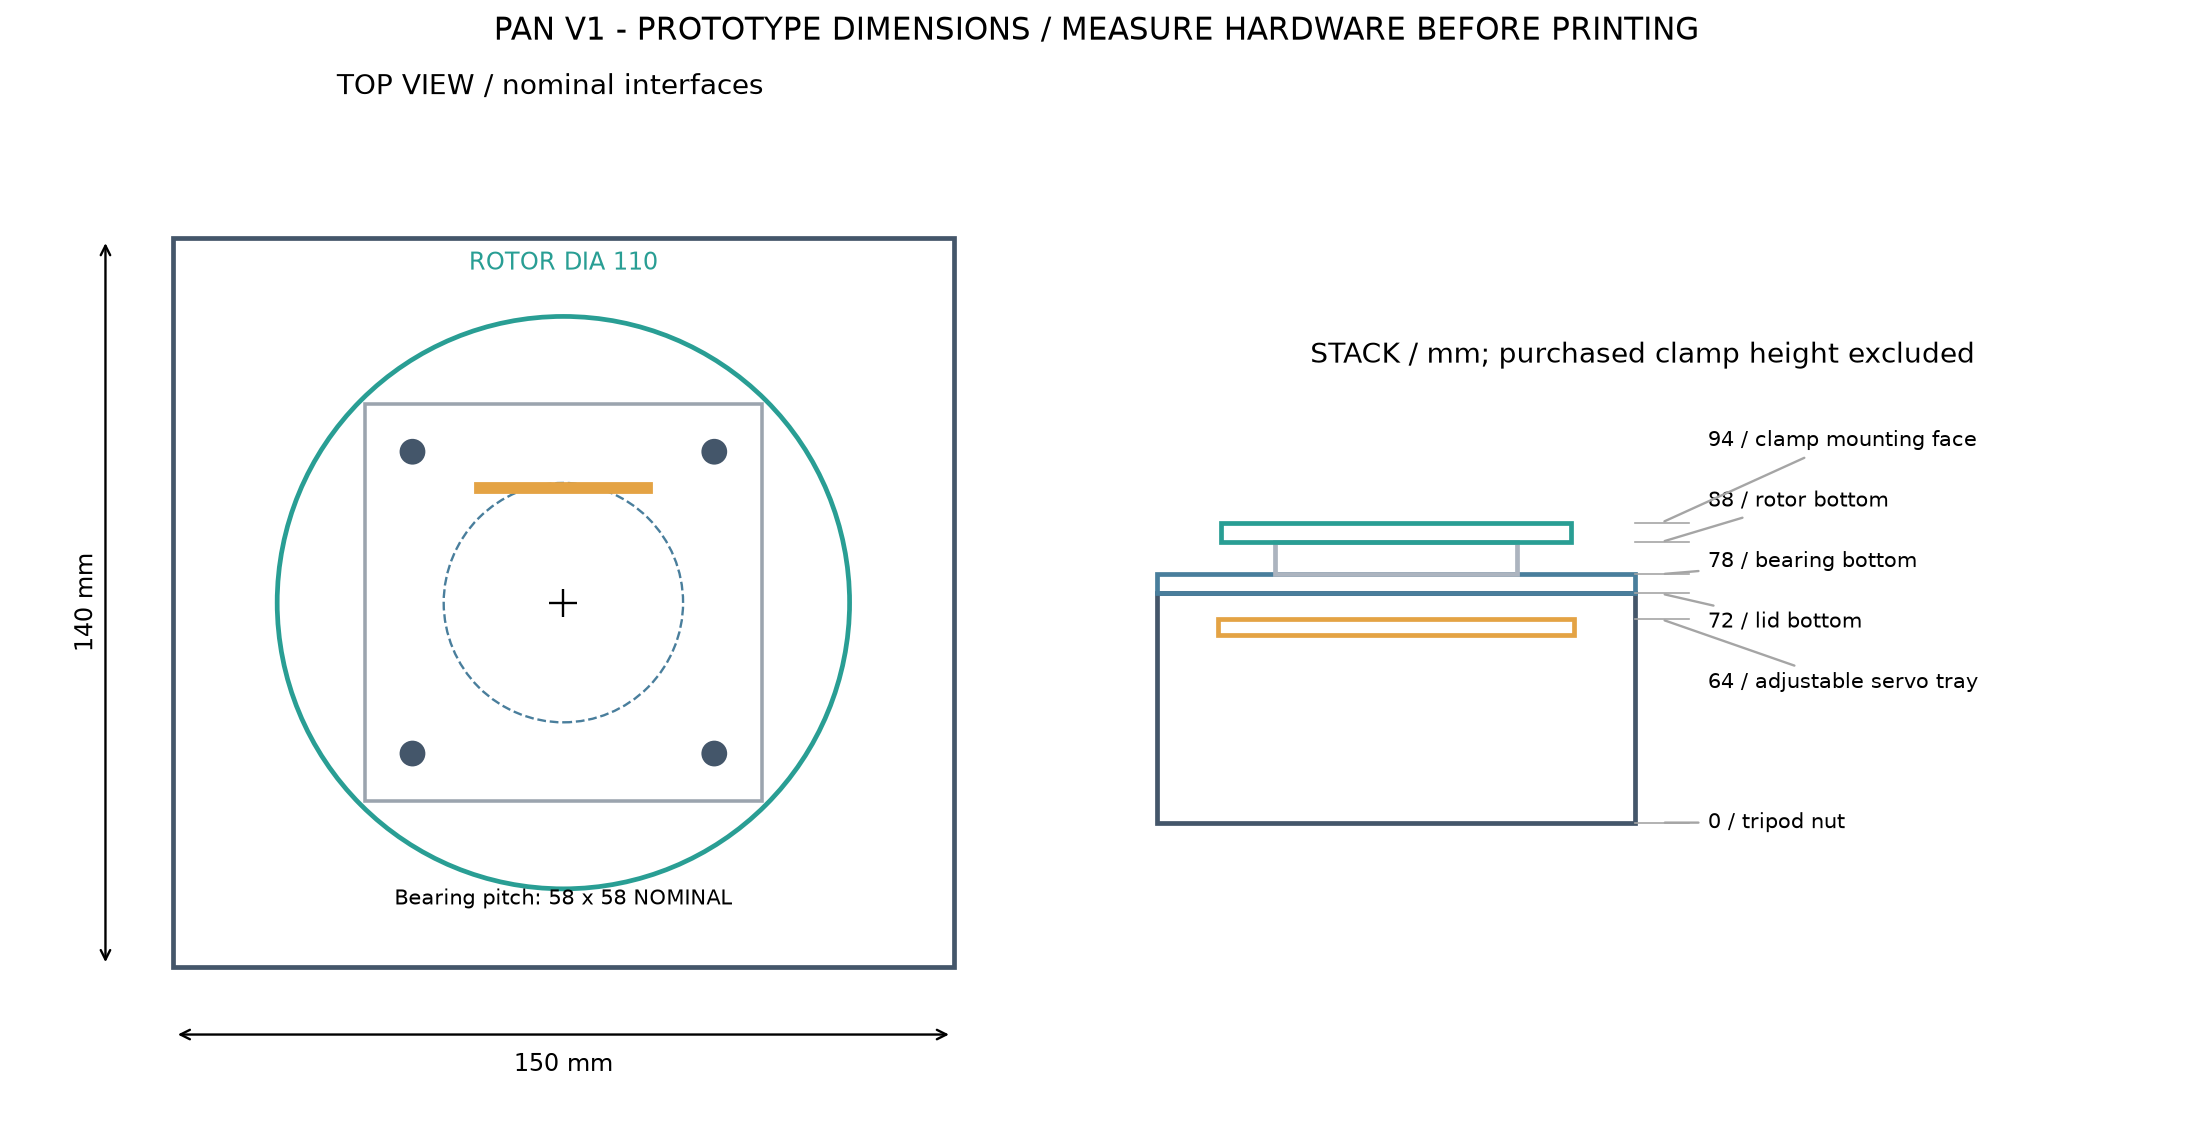 PAN V1 - PROTOTYPE DIMENSIONS / MEASURE HARDWARE BEFORE PRINTING
TOP VIEW / nominal interfaces
ROTOR DIA 110
140 mm
Bearing pitch: 58 x 58 NOMINAL
150 mm
STACK / mm; purchased clamp height excluded
94 / clamp mounting face
88 / rotor bottom
78 / bearing bottom
72 / lid bottom
64 / adjustable servo tray
0 / tripod nut